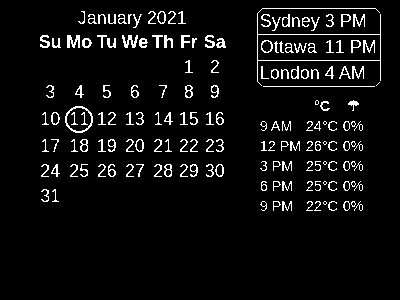 January 2021
Su Mo Tu We Th Fr Sa
1 2
3 4 5 6 7 8 9
10 11 12 13 14 15 16
17 18 19 20 21 22 23
24 25 26 27 28 29 30
31
Sydney 3 PM
Ottawa 11 PM
London 4 AM
°C
9 AM 24°C 0%
12 PM 26°C 0%
3 PM 25°C 0%
6 PM 25°C 0%
9 PM 22°C 0%